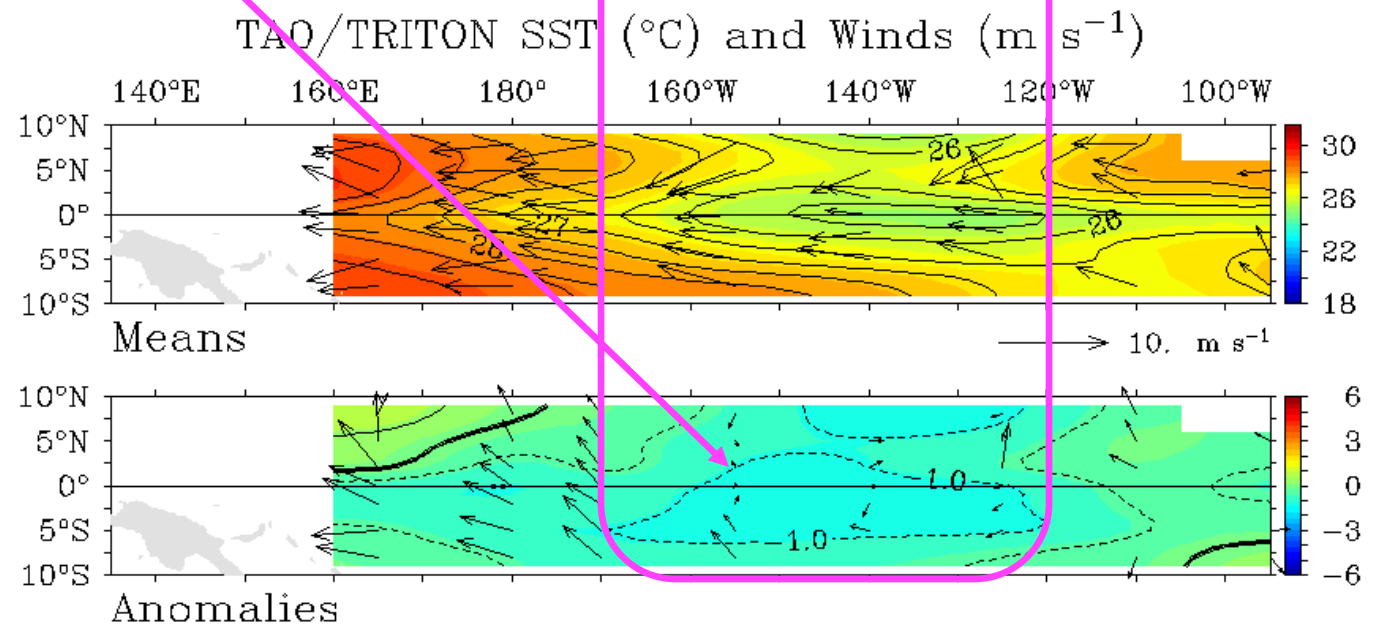 TAO/TRITON SST (°C) and Winds (m s⁻¹)
140°E 160°E 180° 160°W 140°W 120°W 100°W
10°N
5°N
0°
5°S
10°S
26
27
28
26
30
26
22
18
Means
10. m s⁻¹
10°N
5°N
0°
5°S
10°S
1.0
1.0
6
3
0
−3
−6
Anomalies